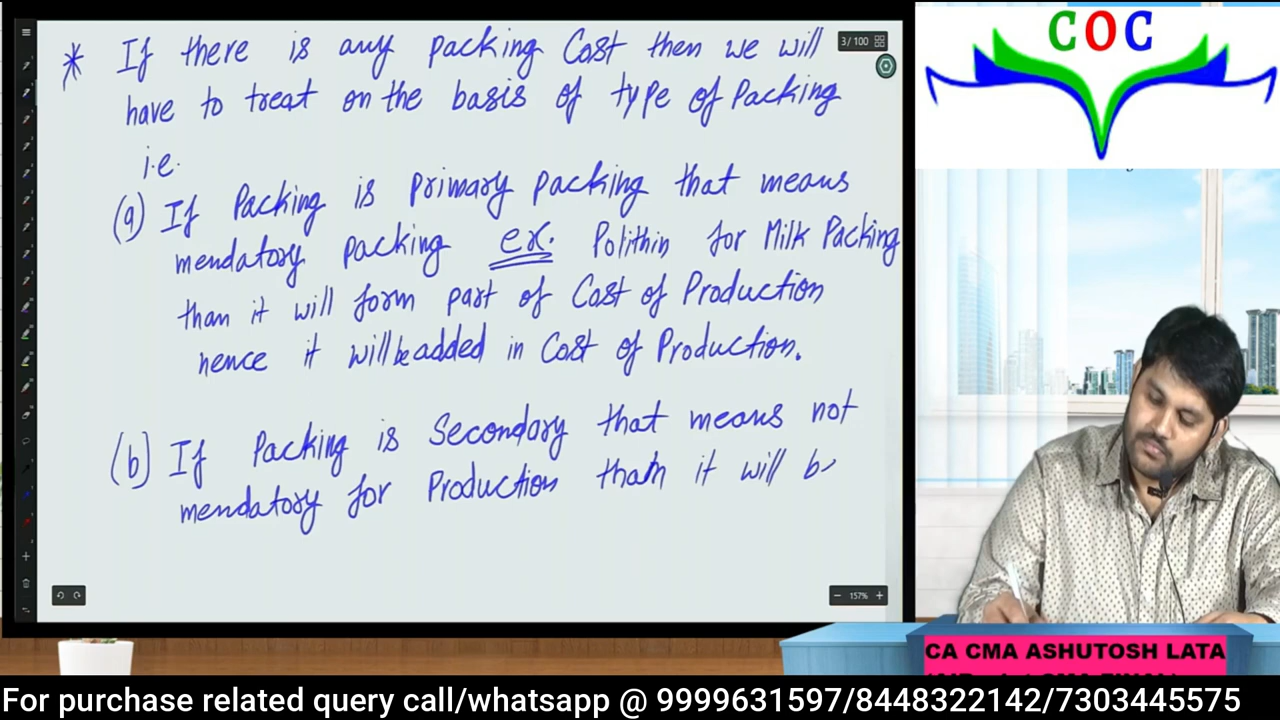 * If there is any packing Cost then we will
have to treat on the basis of type of Packing
i.e.
(a) If Packing is primary packing that means
mendatory packing ex. Polithin for Milk Packing
than it will form part of Cost of Production
hence it will be added in Cost of Production.
(b) If Packing is Secondary that means not
mendatory for Production than it will be
3 / 100
157%
COC
CA CMA ASHUTOSH LATA
For purchase related query call/whatsapp @ 9999631597/8448322142/7303445575